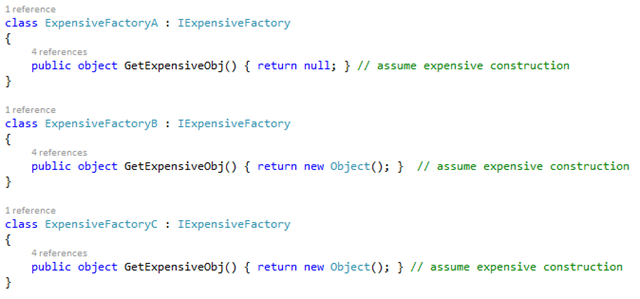 1 reference
class ExpensiveFactoryA : IExpensiveFactory
{
4 references
public object GetExpensiveObj() { return null; } // assume expensive construction
}
1 reference
class ExpensiveFactoryB : IExpensiveFactory
{
4 references
public object GetExpensiveObj() { return new Object(); }  // assume expensive construction
}
1 reference
class ExpensiveFactoryC : IExpensiveFactory
{
4 references
public object GetExpensiveObj() { return new Object(); } // assume expensive construction
}